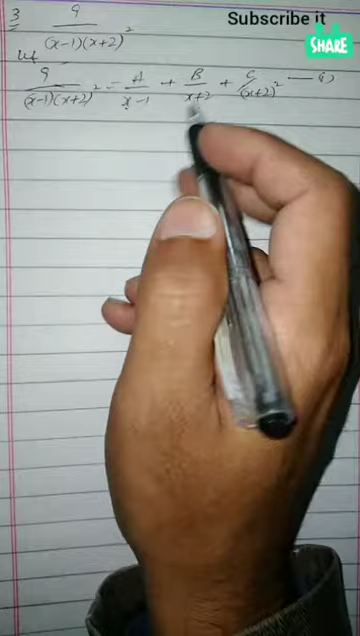 Subscribe it
SHARE
3 9/(x-1)(x+2)²
Let
9/(x-1)(x+2)² = A/x-1 + B/x+2 + C/(x+2)² — (i)